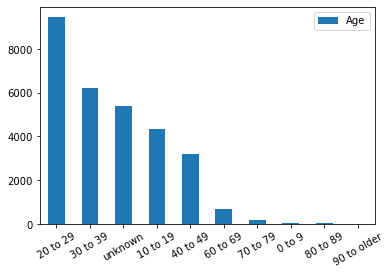 Age
8000
6000
4000
2000
0
20 to 29
30 to 39
unknown
10 to 19
40 to 49
60 to 69
70 to 79
0 to 9
80 to 89
90 to older